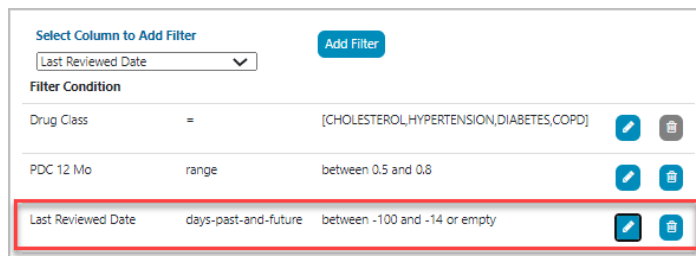 Select Column to Add Filter
Add Filter
Last Reviewed Date
Filter Condition
Drug Class = [CHOLESTEROL,HYPERTENSION,DIABETES,COPD]
PDC 12 Mo range between 0.5 and 0.8
Last Reviewed Date days-past-and-future between -100 and -14 or empty